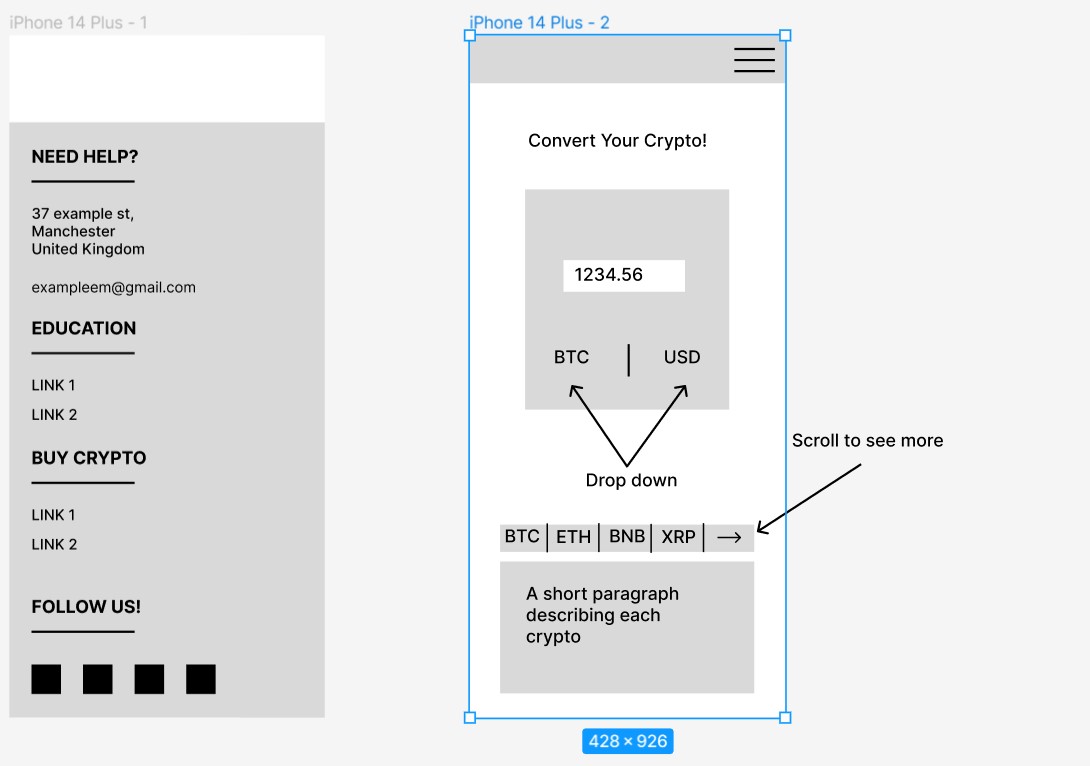 iPhone 14 Plus - 1
NEED HELP?
37 example st,
Manchester
United Kingdom
exampleem@gmail.com
EDUCATION
LINK 1
LINK 2
BUY CRYPTO
LINK 1
LINK 2
FOLLOW US!
iPhone 14 Plus - 2
Convert Your Crypto!
1234.56
BTC USD
Drop down
Scroll to see more
BTC ETH BNB XRP
A short paragraph
describing each
crypto
428 × 926